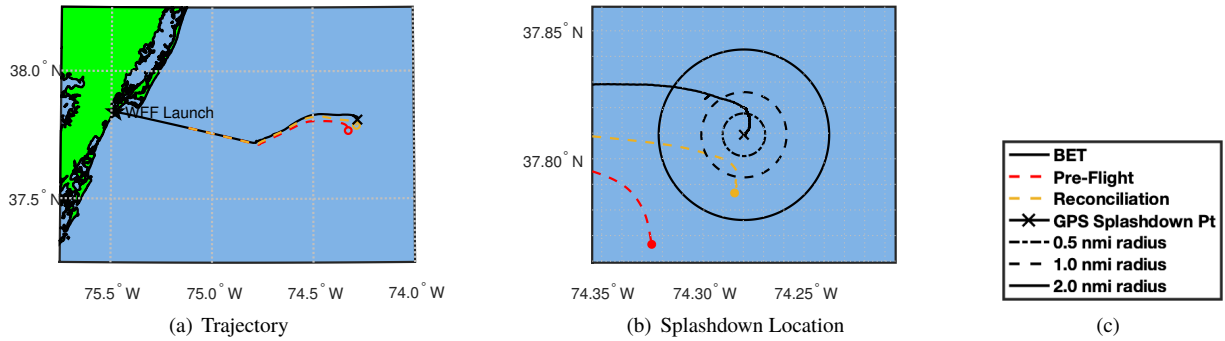 38.0° N
37.5° N
WFF Launch
75.5° W 75.0° W 74.5° W 74.0° W
(a) Trajectory
37.85° N
37.80° N
74.35° W 74.30° W 74.25° W
(b) Splashdown Location
BET
Pre-Flight
Reconciliation
GPS Splashdown Pt
0.5 nmi radius
1.0 nmi radius
2.0 nmi radius
(c)